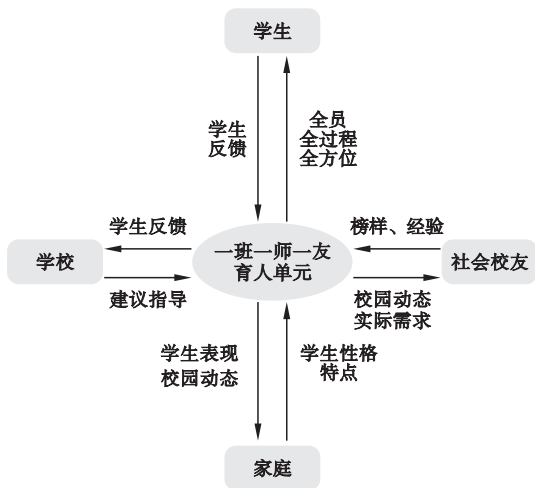 学生
学生
反馈
全员
全过程
全方位
学生反馈
榜样、经验
学校
一班一师一友
育人单元
社会校友
建议指导
校园动态
实际需求
学生表现
校园动态
学生性格
特点
家庭